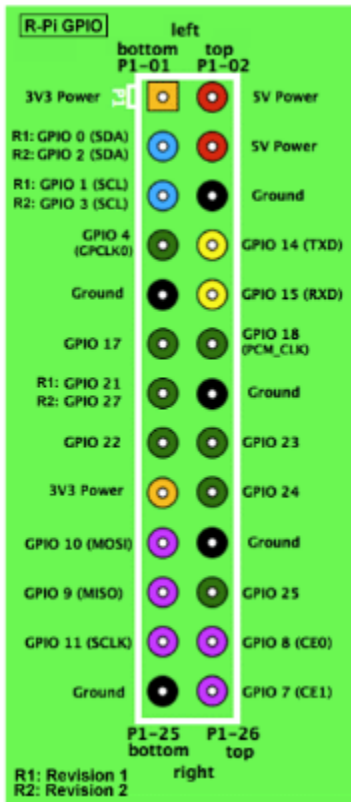 R-Pi GPIO
left
bottom top
P1-01 P1-02
3V3 Power P1 5V Power
R1: GPIO 0 (SDA)
R2: GPIO 2 (SDA) 5V Power
R1: GPIO 1 (SCL)
R2: GPIO 3 (SCL) Ground
GPIO 4
(GPCLK0) GPIO 14 (TXD)
Ground GPIO 15 (RXD)
GPIO 17 GPIO 18
(PCM_CLK)
R1: GPIO 21
R2: GPIO 27 Ground
GPIO 22 GPIO 23
3V3 Power GPIO 24
GPIO 10 (MOSI) Ground
GPIO 9 (MISO) GPIO 25
GPIO 11 (SCLK) GPIO 8 (CE0)
Ground GPIO 7 (CE1)
P1-25 P1-26
bottom top
right
R1: Revision 1
R2: Revision 2